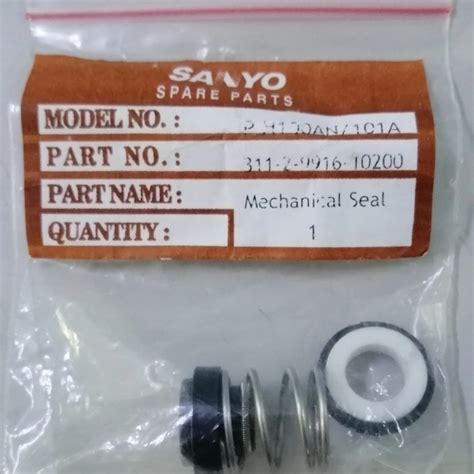 SANYO
SPARE PARTS
MODEL NO. :
PART NO. : 311-2-9916-10200
PART NAME: Mechanical Seal
QUANTITY : 1